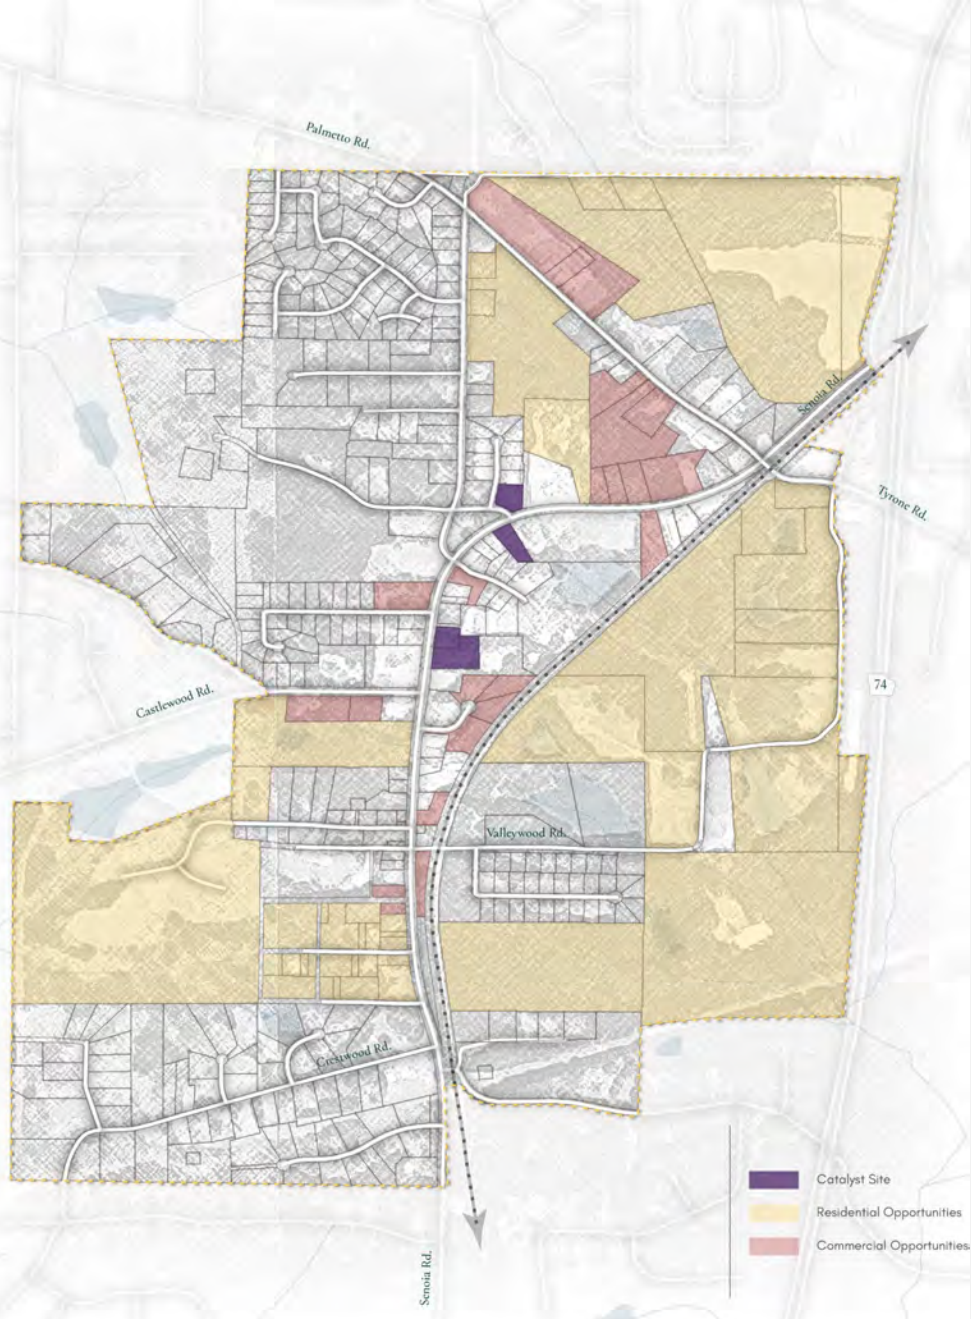 Palmetto Rd.
Senoia Rd.
Tyrone Rd.
74
Castlewood Rd.
Valleywood Rd.
Crestwood Rd.
Catalyst Site
Residential Opportunities
Commercial Opportunities
Senoia Rd.